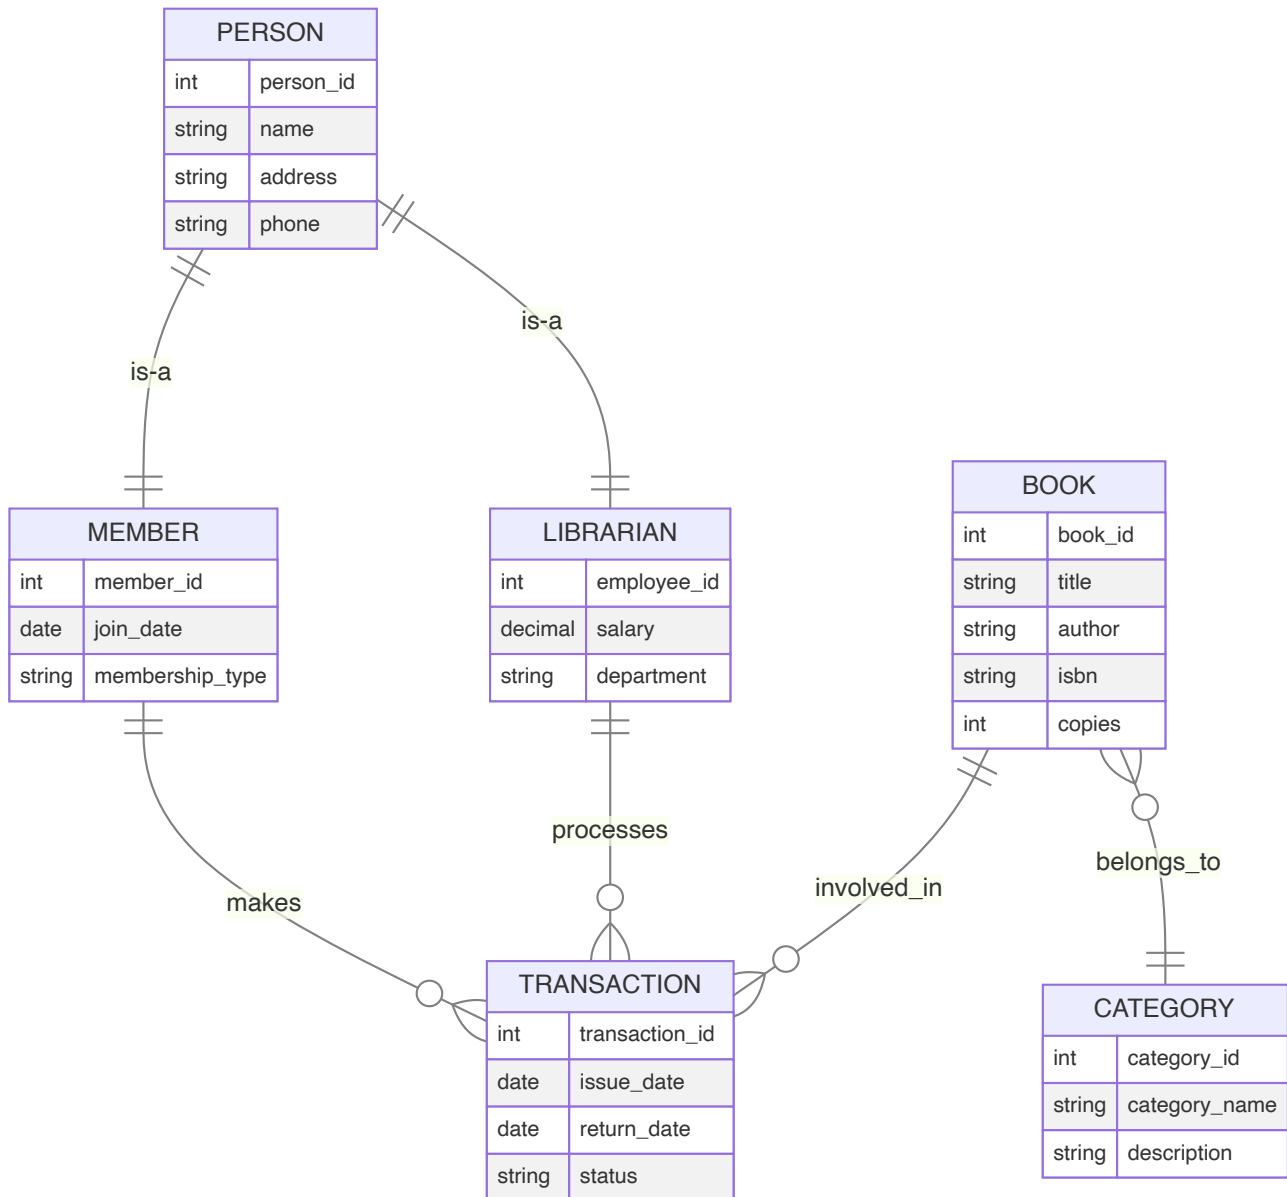 PERSON
int person_id
string name
string address
string phone
is-a
is-a
MEMBER
int member_id
date join_date
string membership_type
LIBRARIAN
int employee_id
decimal salary
string department
BOOK
int book_id
string title
string author
string isbn
int copies
makes
processes
involved_in
belongs_to
TRANSACTION
int transaction_id
date issue_date
date return_date
string status
CATEGORY
int category_id
string category_name
string description